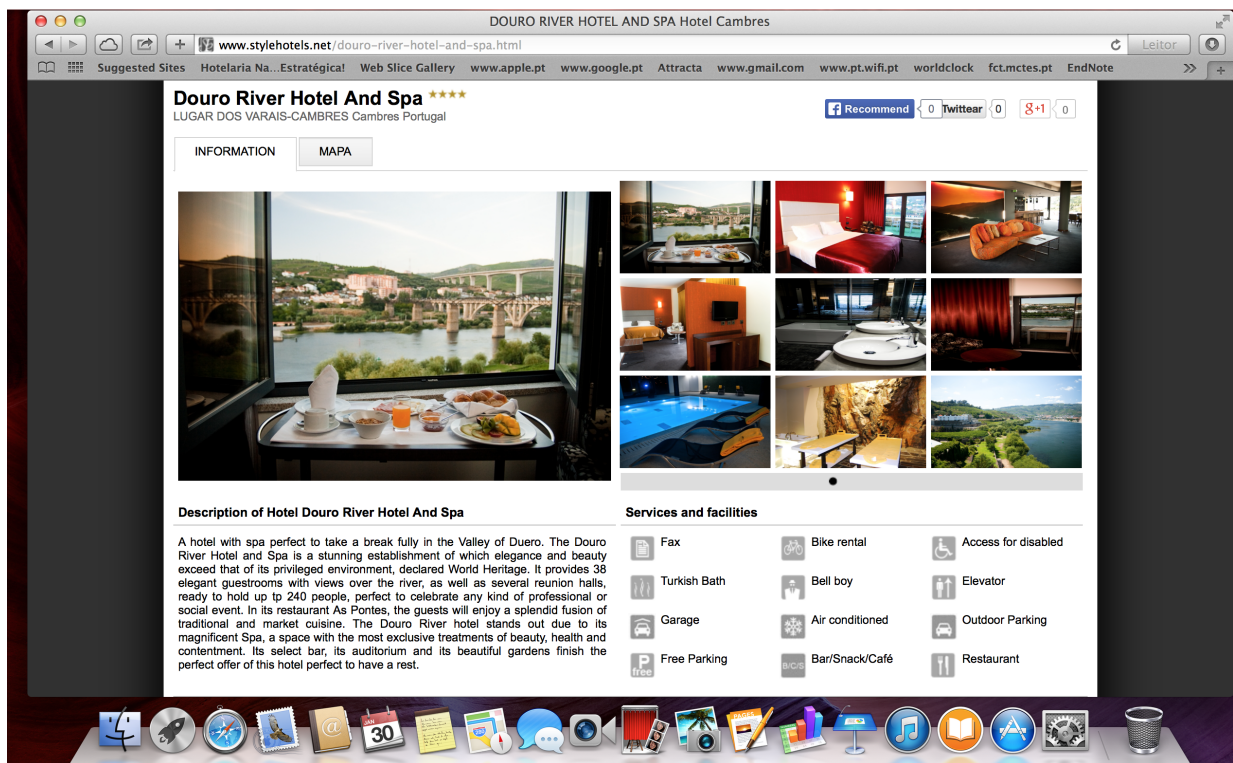 DOURO RIVER HOTEL AND SPA Hotel Cambres
www.stylehotels.net/douro-river-hotel-and-spa.html
Leitor
Suggested Sites Hotelaria Na...Estratégica! Web Slice Gallery www.apple.pt www.google.pt Attracta www.gmail.com www.pt.wifi.pt worldclock fct.mctes.pt EndNote
Douro River Hotel And Spa
LUGAR DOS VARAIS-CAMBRES Cambres Portugal
Recommend 0 Twittear 0 g+1 0
INFORMATION MAPA
Description of Hotel Douro River Hotel And Spa
A hotel with spa perfect to take a break fully in the Valley of Duero. The Douro
River Hotel and Spa is a stunning establishment of which elegance and beauty
exceed that of its privileged environment, declared World Heritage. It provides 38
elegant guestrooms with views over the river, as well as several reunion halls,
ready to hold up tp 240 people, perfect to celebrate any kind of professional or
social event. In its restaurant As Pontes, the guests will enjoy a splendid fusion of
traditional and market cuisine. The Douro River hotel stands out due to its
magnificent Spa, a space with the most exclusive treatments of beauty, health and
contentment. Its select bar, its auditorium and its beautiful gardens finish the
perfect offer of this hotel perfect to have a rest.
Services and facilities
Fax Bike rental Access for disabled
Turkish Bath Bell boy Elevator
Garage Air conditioned Outdoor Parking
P free Free Parking B/C/S Bar/Snack/Café Restaurant
JAN
30
PAGES